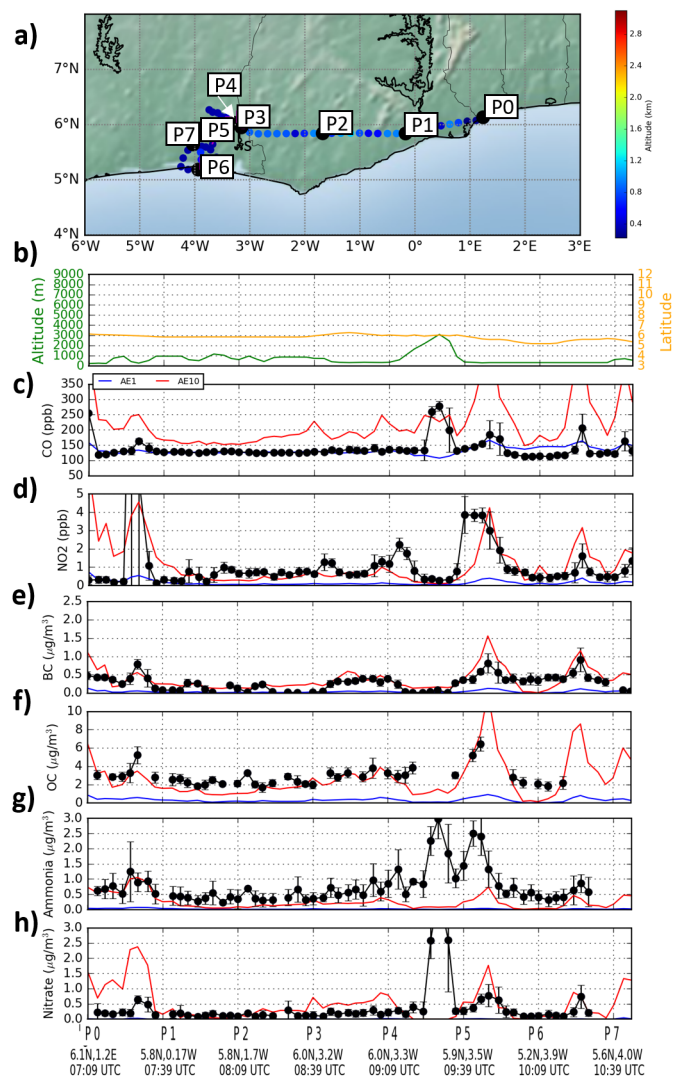 a)
7°N
6°N
5°N
4°N
6°W 5°W 4°W 3°W 2°W 1°W 0° 1°E 2°E 3°E
P4
P3
P5
P7
P6
P2
P1
P0
s
2.8
2.4
2.0
1.6
1.2
0.8
0.4
Altitude (km)
b)
Altitude (m)
9000
8000
7000
6000
5000
4000
3000
2000
1000
0
12
11
10
9
8
7
6
5
4
3
Latitude
c)
AE1 AE10
CO (ppb)
350
300
250
200
150
100
50
d)
NO2 (ppb)
5
4
3
2
1
0
e)
BC (μg/m³)
2.5
2.0
1.5
1.0
0.5
0.0
f)
OC (μg/m³)
10
8
6
4
2
0
g)
Ammonia (μg/m³)
3.0
2.5
2.0
1.5
1.0
0.5
0.0
h)
Nitrate (μg/m³)
3.0
2.5
2.0
1.5
1.0
0.5
0.0
P0 P1 P2 P3 P4 P5 P6 P7
6.1N,1.2E 5.8N,0.17W 5.8N,1.7W 6.0N,3.2W 6.0N,3.3W 5.9N,3.5W 5.2N,3.9W 5.6N,4.0W
07:09 UTC 07:39 UTC 08:09 UTC 08:39 UTC 09:09 UTC 09:39 UTC 10:09 UTC 10:39 UTC